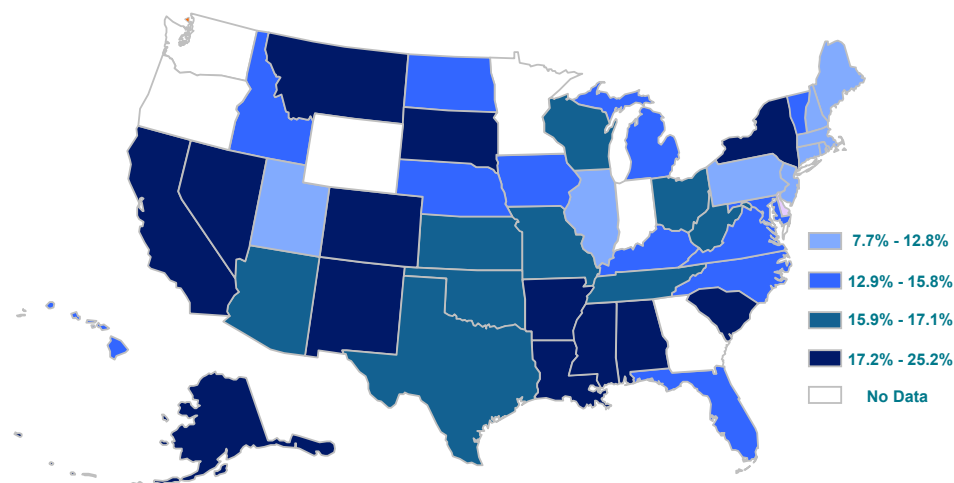 7.7% - 12.8%
12.9% - 15.8%
15.9% - 17.1%
17.2% - 25.2%
No Data